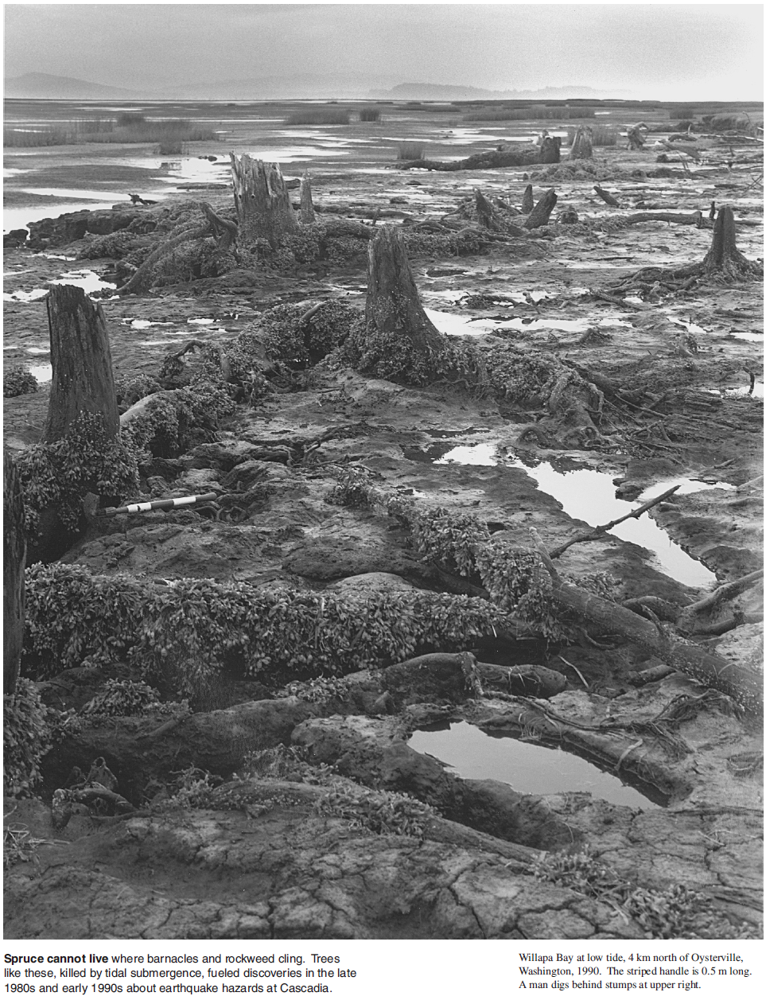 Spruce cannot live where barnacles and rockweed cling.  Trees
like these, killed by tidal submergence, fueled discoveries in the late
1980s and early 1990s about earthquake hazards at Cascadia.
Willapa Bay at low tide, 4 km north of Oysterville,
Washington, 1990.  The striped handle is 0.5 m long.
A man digs behind stumps at upper right.